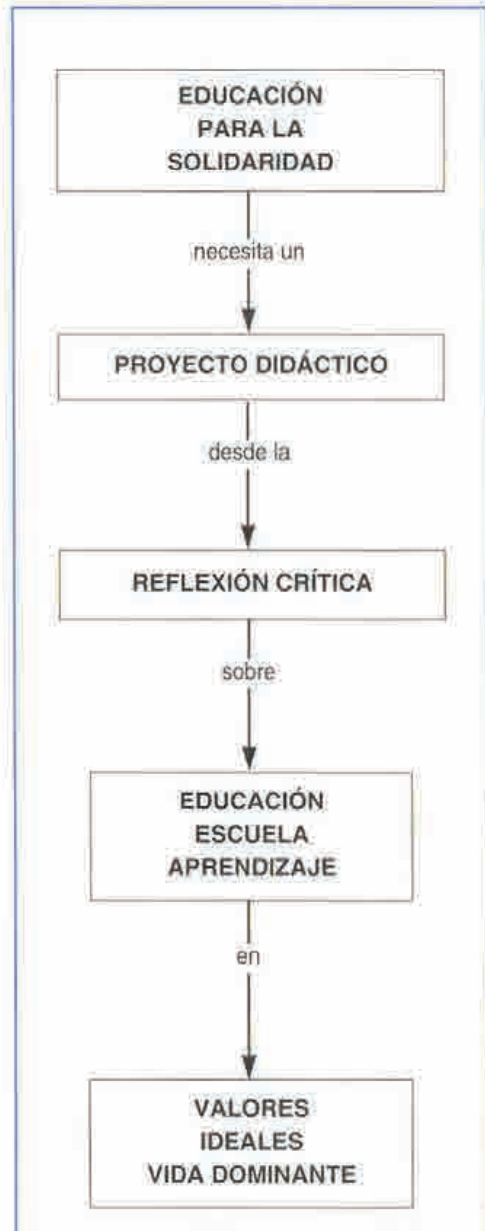 EDUCACIÓN
PARA LA
SOLIDARIDAD
necesita un
PROYECTO DIDÁCTICO
desde la
REFLEXIÓN CRÍTICA
sobre
EDUCACIÓN
ESCUELA
APRENDIZAJE
en
VALORES
IDEALES
VIDA DOMINANTE